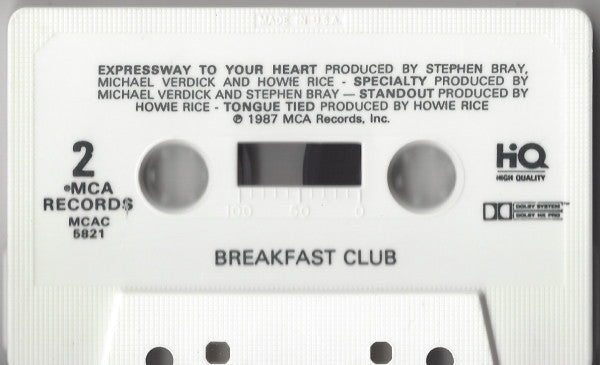 MADE IN U.S.A.
EXPRESSWAY TO YOUR HEART PRODUCED BY STEPHEN BRAY,
MICHAEL VERDICK AND HOWIE RICE - SPECIALTY PRODUCED BY
MICHAEL VERDICK AND STEPHEN BRAY — STANDOUT PRODUCED BY
HOWIE RICE - TONGUE TIED PRODUCED BY HOWIE RICE
℗ 1987 MCA Records, Inc.
2
®MCA
RECORDS
MCAC
5821
HiQ
HIGH QUALITY
DOLBY SYSTEM™
DOLBY HX PRO
100 50 0
BREAKFAST CLUB